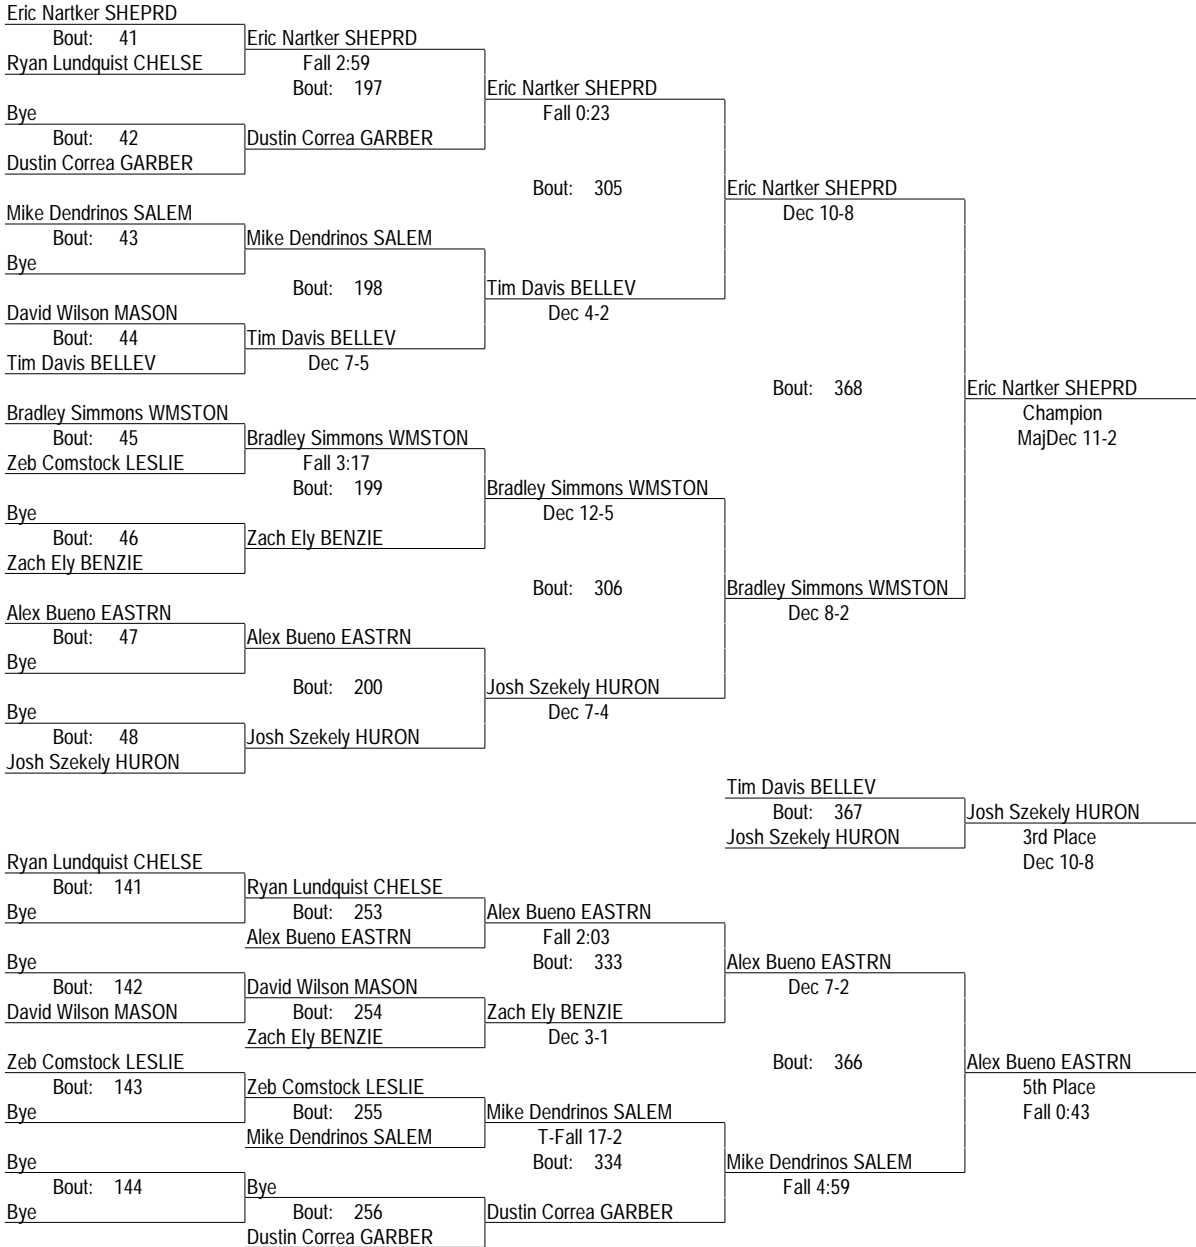 Eric Nartker SHEPRD
Bout: 41 Eric Nartker SHEPRD
Ryan Lundquist CHELSE Fall 2:59
Bout: 197 Eric Nartker SHEPRD
Bye Fall 0:23
Bout: 42 Dustin Correa GARBER
Dustin Correa GARBER
Bout: 305 Eric Nartker SHEPRD
Mike Dendrinos SALEM Dec 10-8
Bout: 43 Mike Dendrinos SALEM
Bye
Bout: 198 Tim Davis BELLEV
David Wilson MASON Dec 4-2
Bout: 44 Tim Davis BELLEV
Tim Davis BELLEV Dec 7-5
Bout: 368 Eric Nartker SHEPRD
Bradley Simmons WMSTON Champion
Bout: 45 Bradley Simmons WMSTON MajDec 11-2
Zeb Comstock LESLIE Fall 3:17
Bout: 199 Bradley Simmons WMSTON
Bye Dec 12-5
Bout: 46 Zach Ely BENZIE
Zach Ely BENZIE
Bout: 306 Bradley Simmons WMSTON
Alex Bueno EASTRN Dec 8-2
Bout: 47 Alex Bueno EASTRN
Bye
Bout: 200 Josh Szekely HURON
Bye Dec 7-4
Bout: 48 Josh Szekely HURON
Josh Szekely HURON
Tim Davis BELLEV
Bout: 367 Josh Szekely HURON
Josh Szekely HURON 3rd Place
Ryan Lundquist CHELSE Dec 10-8
Bout: 141 Ryan Lundquist CHELSE
Bye Bout: 253 Alex Bueno EASTRN
Alex Bueno EASTRN Fall 2:03
Bye Bout: 333 Alex Bueno EASTRN
Bout: 142 David Wilson MASON Dec 7-2
David Wilson MASON Bout: 254 Zach Ely BENZIE
Zach Ely BENZIE Dec 3-1
Zeb Comstock LESLIE Bout: 366 Alex Bueno EASTRN
Bout: 143 Zeb Comstock LESLIE 5th Place
Bye Bout: 255 Mike Dendrinos SALEM Fall 0:43
Mike Dendrinos SALEM T-Fall 17-2
Bye Bout: 334 Mike Dendrinos SALEM
Bout: 144 Bye Fall 4:59
Bye Bout: 256 Dustin Correa GARBER
Dustin Correa GARBER